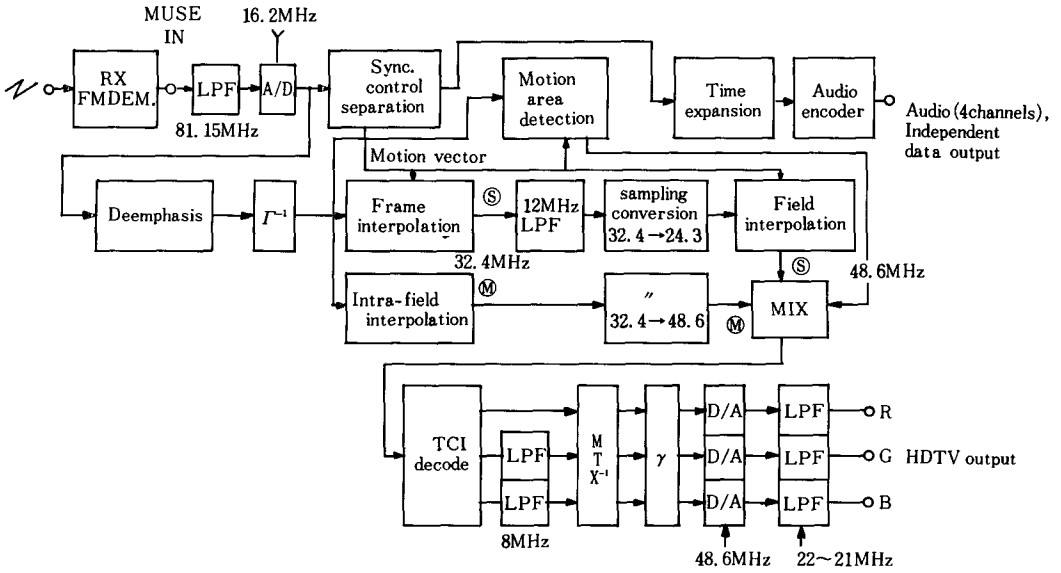 MUSE
IN
16.2MHz
RX
FMDEM.
LPF
A/D
81.15MHz
Sync.
control
separation
Motion
area
detection
Time
expansion
Audio
encoder
Audio (4channels),
Independent
data output
Motion vector
Deemphasis
Γ⁻¹
Frame
interpolation
Ⓢ
12MHz
LPF
sampling
conversion
32.4→24.3
Field
interpolation
32.4MHz
Ⓢ
48.6MHz
Intra-field
interpolation
Ⓜ
〃
32.4→48.6
Ⓜ
MIX
TCI
decode
LPF
LPF
8MHz
M
T
X⁻¹
γ
D/A
D/A
D/A
48.6MHz
LPF
LPF
LPF
22~21MHz
R
G HDTV output
B